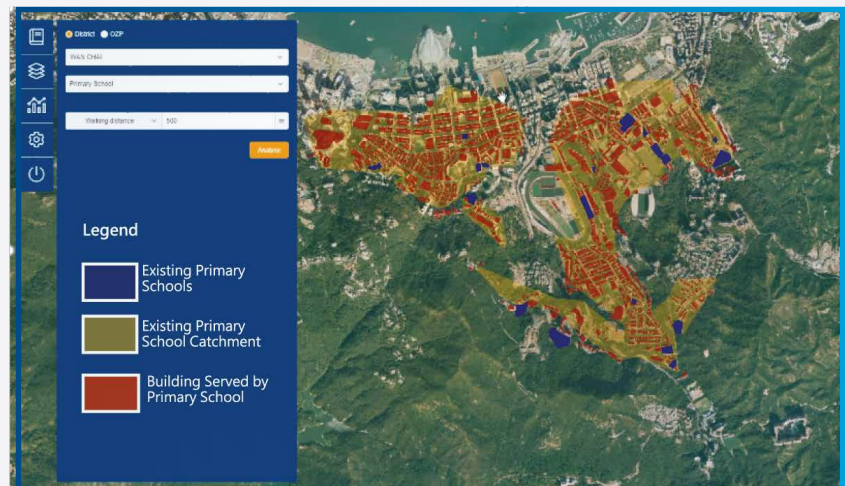 District
OZP
WAN CHAI
Primary School
Walking distance
500
m
Analyze
Legend
Existing Primary
Schools
Existing Primary
School Catchment
Building Served by
Primary School